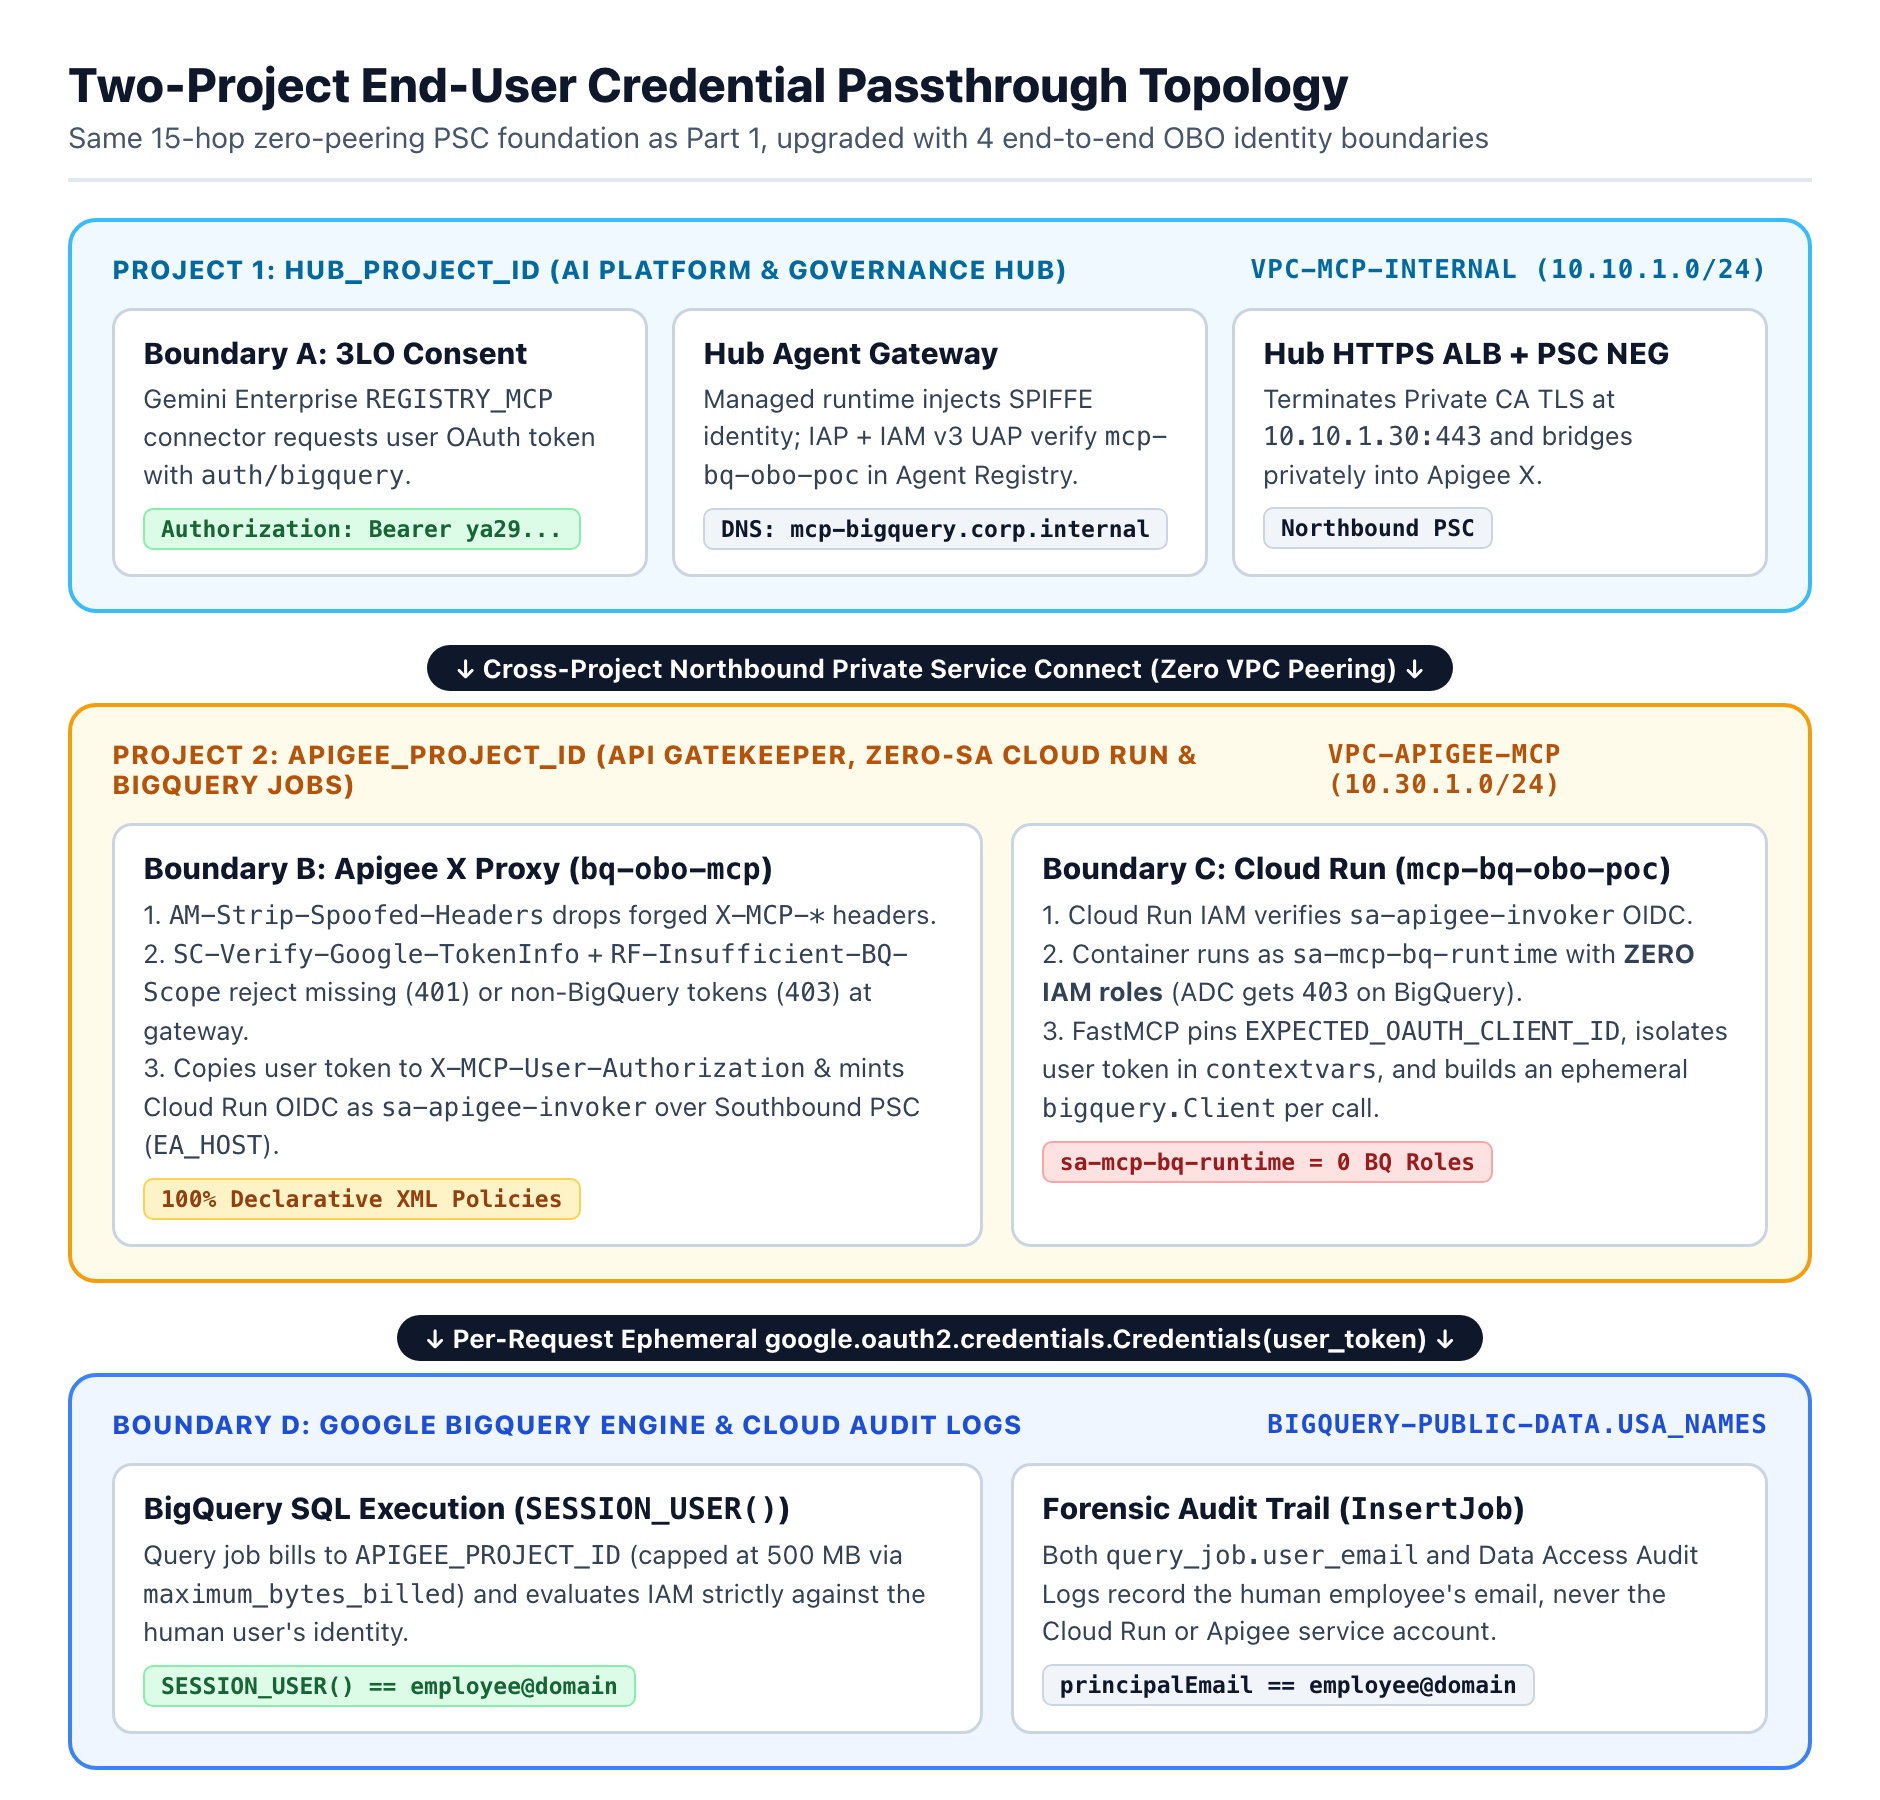 Two-Project End-User Credential Passthrough Topology
Same 15-hop zero-peering PSC foundation as Part 1, upgraded with 4 end-to-end OBO identity boundaries
PROJECT 1: HUB_PROJECT_ID (AI PLATFORM & GOVERNANCE HUB)
VPC-MCP-INTERNAL (10.10.1.0/24)
Boundary A: 3LO Consent
Gemini Enterprise REGISTRY_MCP
connector requests user OAuth token
with auth/bigquery.
Authorization: Bearer ya29...
Hub Agent Gateway
Managed runtime injects SPIFFE
identity; IAP + IAM v3 UAP verify mcp-
bq-obo-poc in Agent Registry.
DNS: mcp-bigquery.corp.internal
Hub HTTPS ALB + PSC NEG
Terminates Private CA TLS at
10.10.1.30:443 and bridges
privately into Apigee X.
Northbound PSC
↓ Cross-Project Northbound Private Service Connect (Zero VPC Peering) ↓
PROJECT 2: APIGEE_PROJECT_ID (API GATEKEEPER, ZERO-SA CLOUD RUN &
BIGQUERY JOBS)
VPC-APIGEE-MCP
(10.30.1.0/24)
Boundary B: Apigee X Proxy (bq-obo-mcp)
1. AM-Strip-Spoofed-Headers drops forged X-MCP-* headers.
2. SC-Verify-Google-TokenInfo + RF-Insufficient-BQ-
Scope reject missing (401) or non-BigQuery tokens (403) at
gateway.
3. Copies user token to X-MCP-User-Authorization & mints
Cloud Run OIDC as sa-apigee-invoker over Southbound PSC
(EA_HOST).
100% Declarative XML Policies
Boundary C: Cloud Run (mcp-bq-obo-poc)
1. Cloud Run IAM verifies sa-apigee-invoker OIDC.
2. Container runs as sa-mcp-bq-runtime with ZERO
IAM roles (ADC gets 403 on BigQuery).
3. FastMCP pins EXPECTED_OAUTH_CLIENT_ID, isolates
user token in contextvars, and builds an ephemeral
bigquery.Client per call.
sa-mcp-bq-runtime = 0 BQ Roles
↓ Per-Request Ephemeral google.oauth2.credentials.Credentials(user_token) ↓
BOUNDARY D: GOOGLE BIGQUERY ENGINE & CLOUD AUDIT LOGS
BIGQUERY-PUBLIC-DATA.USA_NAMES
BigQuery SQL Execution (SESSION_USER())
Query job bills to APIGEE_PROJECT_ID (capped at 500 MB via
maximum_bytes_billed) and evaluates IAM strictly against the
human user's identity.
SESSION_USER() == employee@domain
Forensic Audit Trail (InsertJob)
Both query_job.user_email and Data Access Audit
Logs record the human employee's email, never the
Cloud Run or Apigee service account.
principalEmail == employee@domain